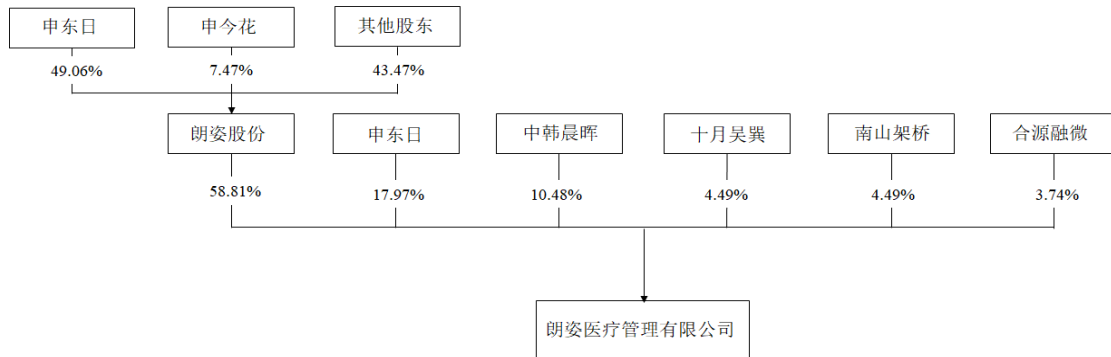 申东日
申今花
其他股东
49.06%
7.47%
43.47%
朗姿股份
申东日
中韩晨晖
十月吴巽
南山架桥
合源融微
58.81%
17.97%
10.48%
4.49%
4.49%
3.74%
朗姿医疗管理有限公司